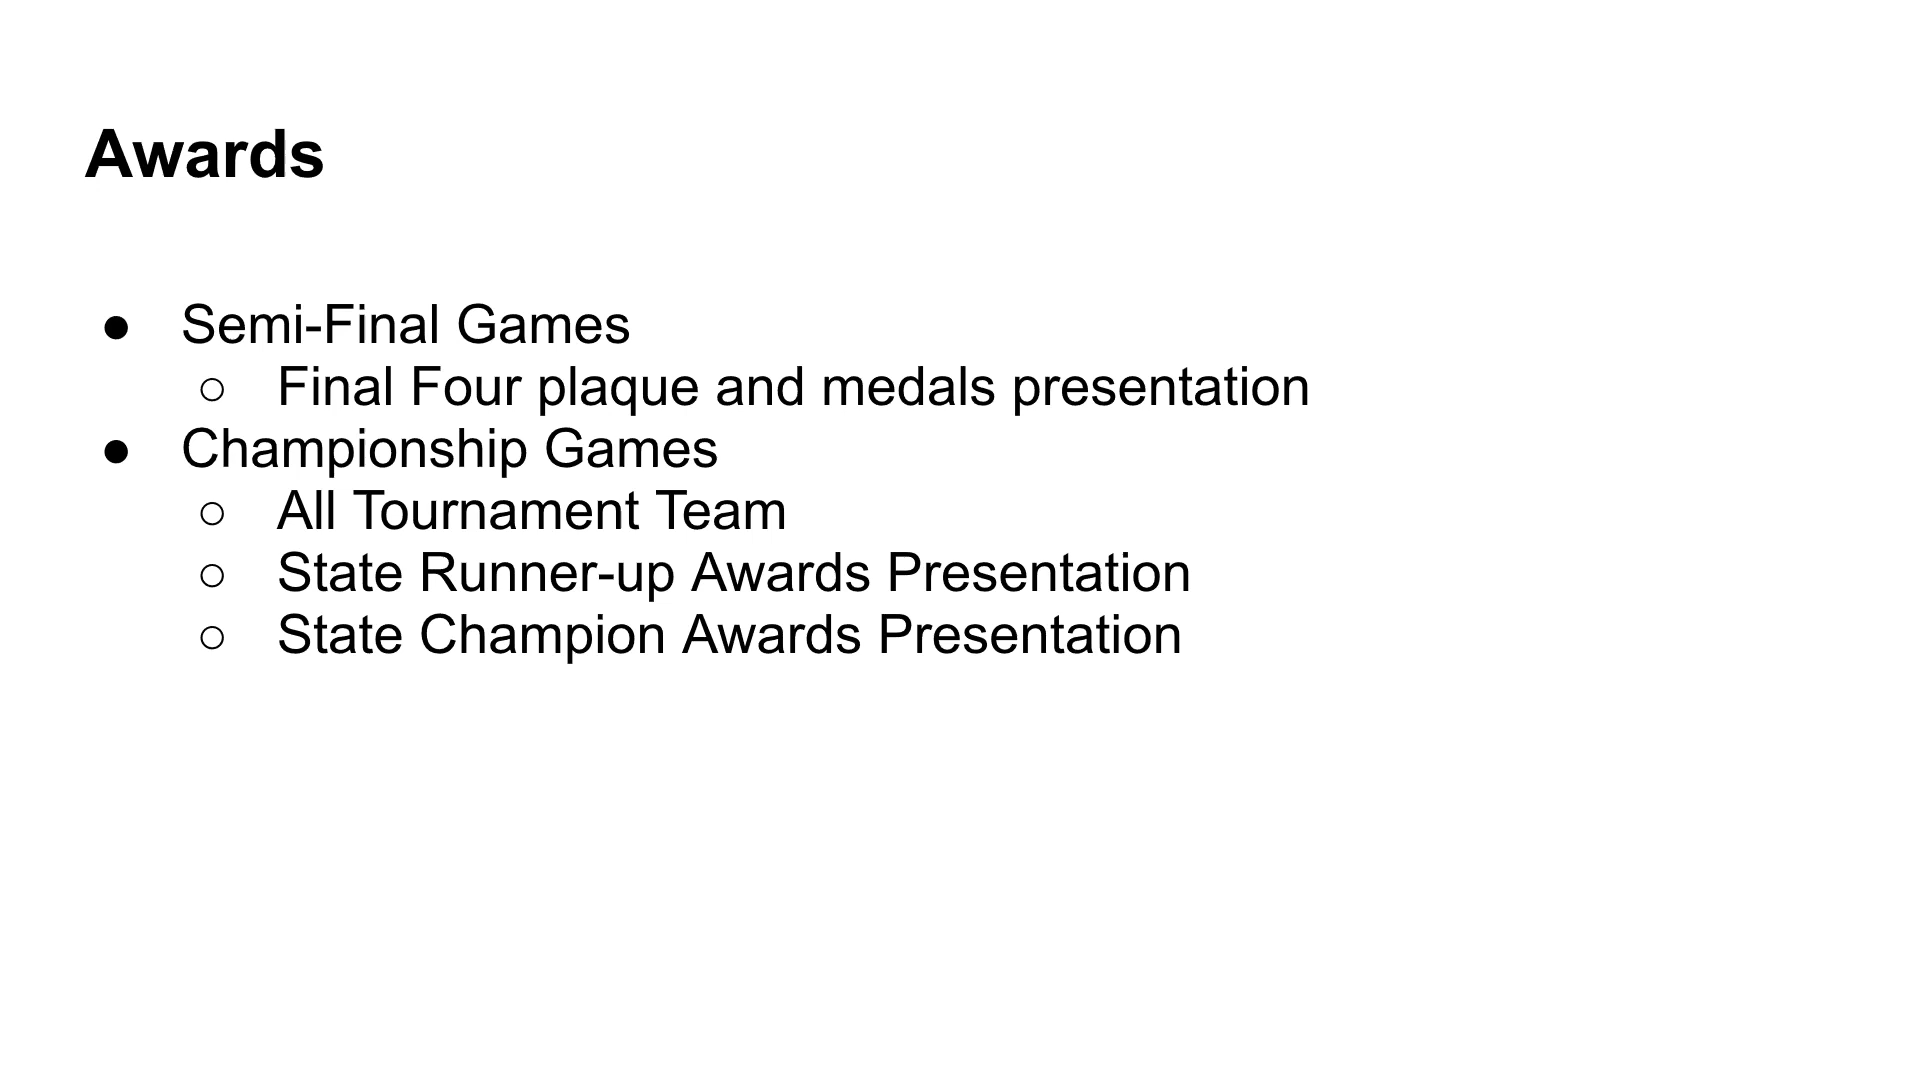 Awards
● Semi-Final Games
○ Final Four plaque and medals presentation
● Championship Games
○ All Tournament Team
○ State Runner-up Awards Presentation
○ State Champion Awards Presentation